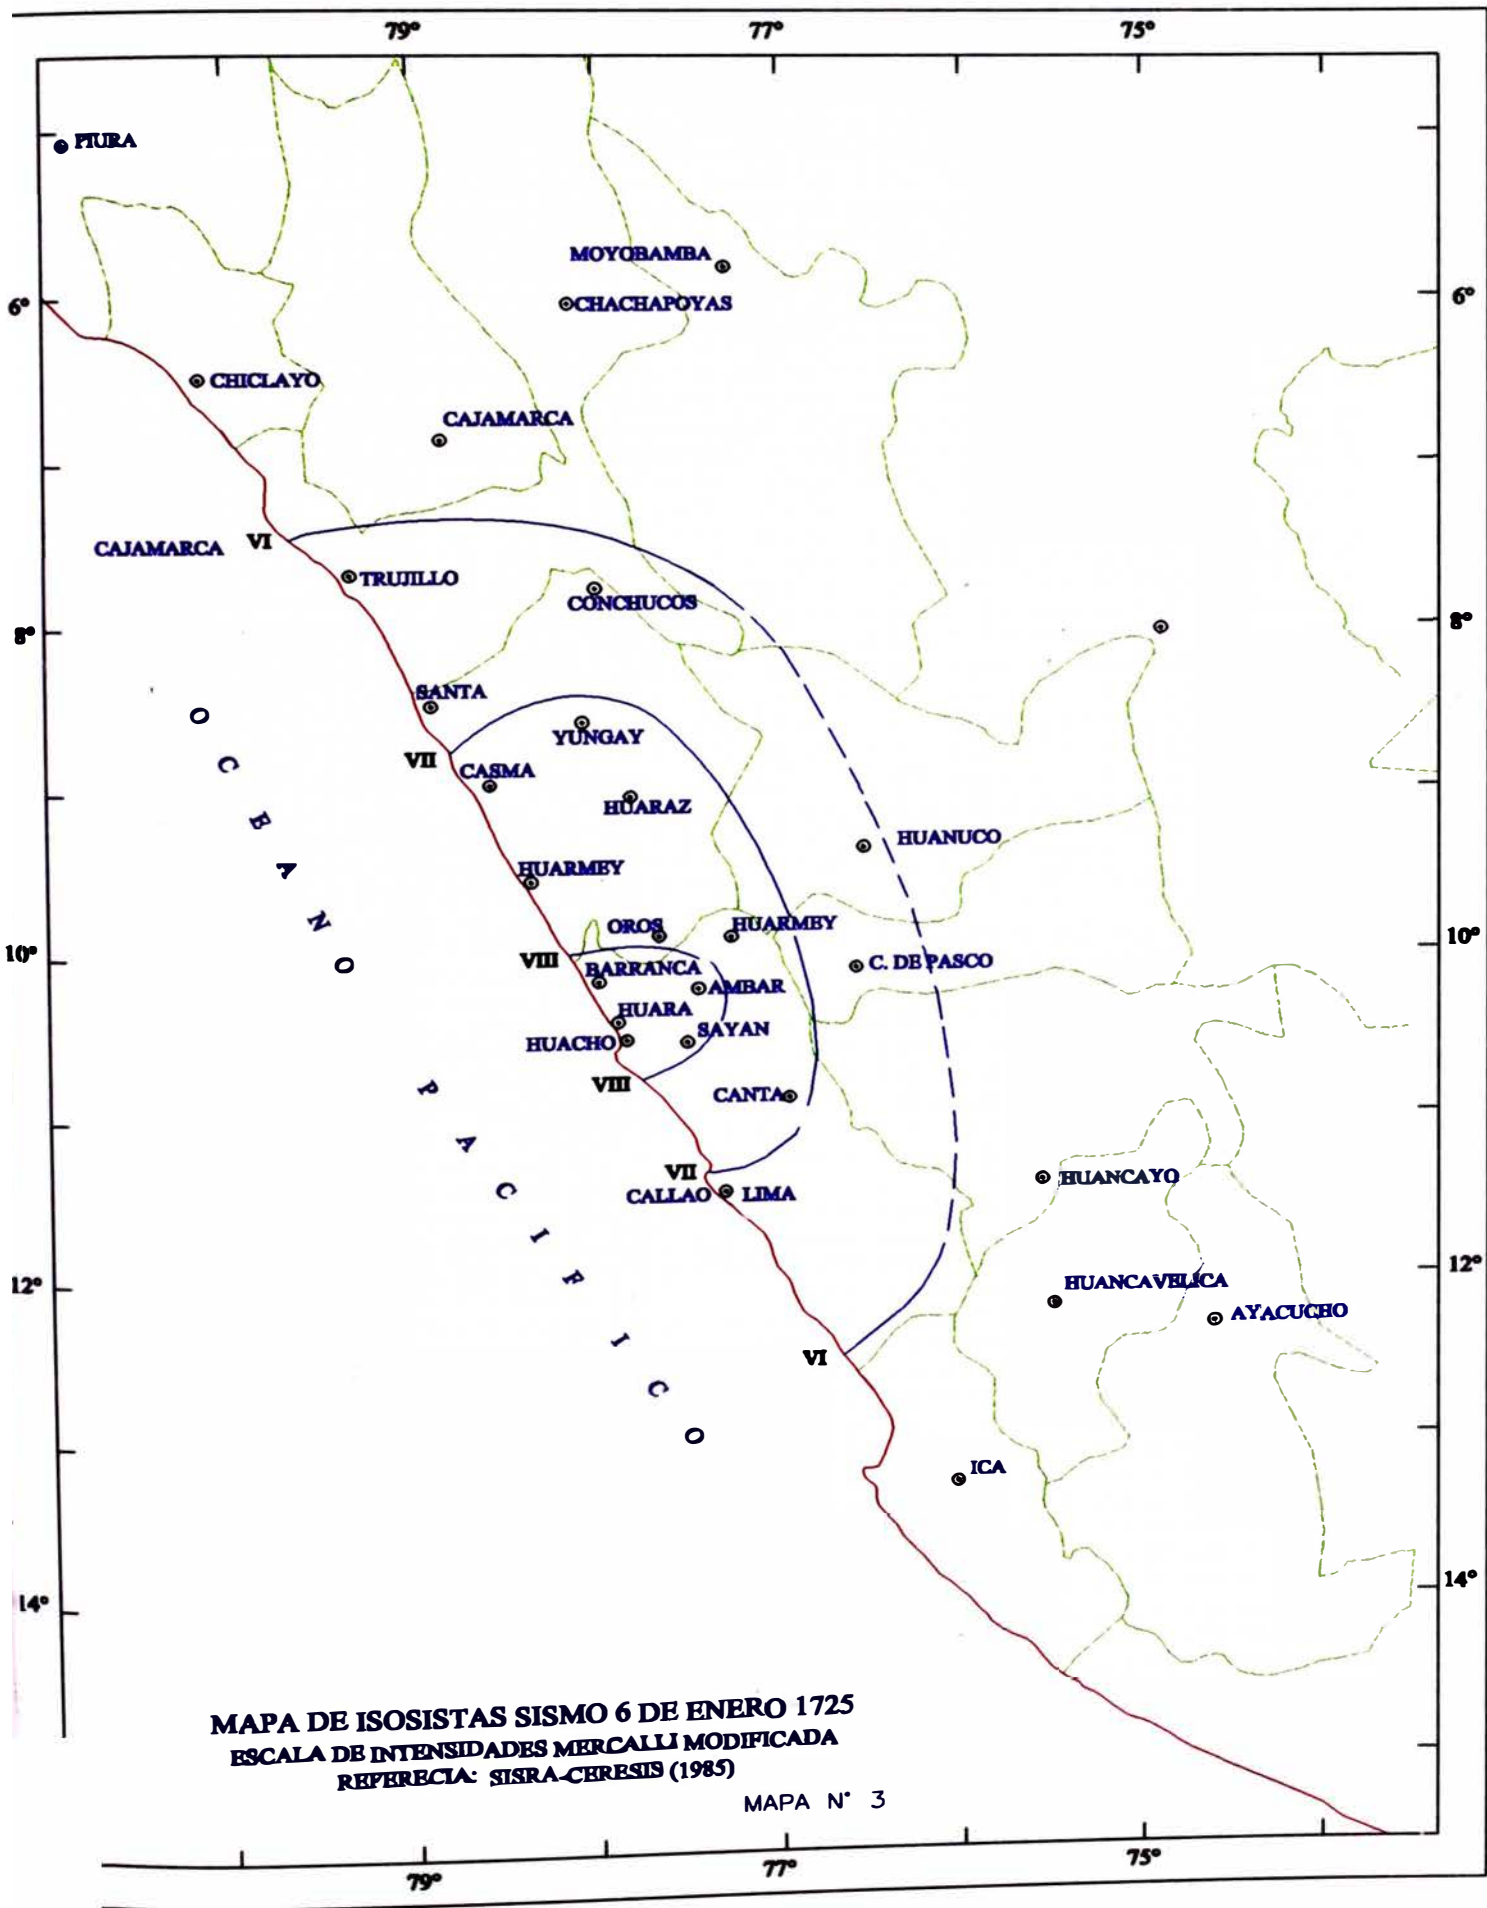 79° 77° 75°
PIURA
MOYOBAMBA
CHACHAPOYAS
6° 6°
CHICLAYO
CAJAMARCA
VI
CAJAMARCA
TRUJILLO
CONCHUCOS
8° 8°
SANTA
YUNGAY
VII
CASMA
HUARAZ
HUANUCO
HUARMEY
OROS
HUARMEY
10° 10°
VIII
C. DE PASCO
BARRANCA
AMBAR
HUARA
SAYAN
HUACHO
VIII
CANTA
OCEANO PACIFICO
VII
CALLAO LIMA
HUANCAYO
12° 12°
HUANCAVELICA
AYACUCHO
VI
ICA
14° 14°
MAPA DE ISOSISTAS SISMO 6 DE ENERO 1725
ESCALA DE INTENSIDADES MERCALLI MODIFICADA
REFERECIA: SISRA-CERESIS (1985)
MAPA N° 3
79° 77° 75°